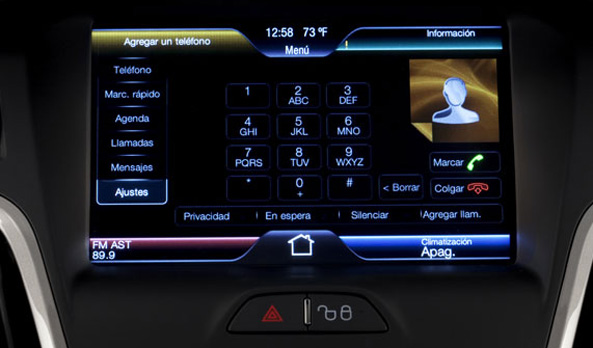 Agregar un teléfono
12:58 73 ºF
Menú
Información
Teléfono
Marc. rápido
Agenda
Llamadas
Mensajes
Ajustes
1
2
ABC
3
DEF
4
GHI
5
JKL
6
MNO
7
PQRS
8
TUV
9
WXYZ
*
0
+
#
< Borrar
Marcar
Colgar
Privacidad
En espera
Silenciar
Agregar llam.
FM AST
89.9
Climatización
Apag.